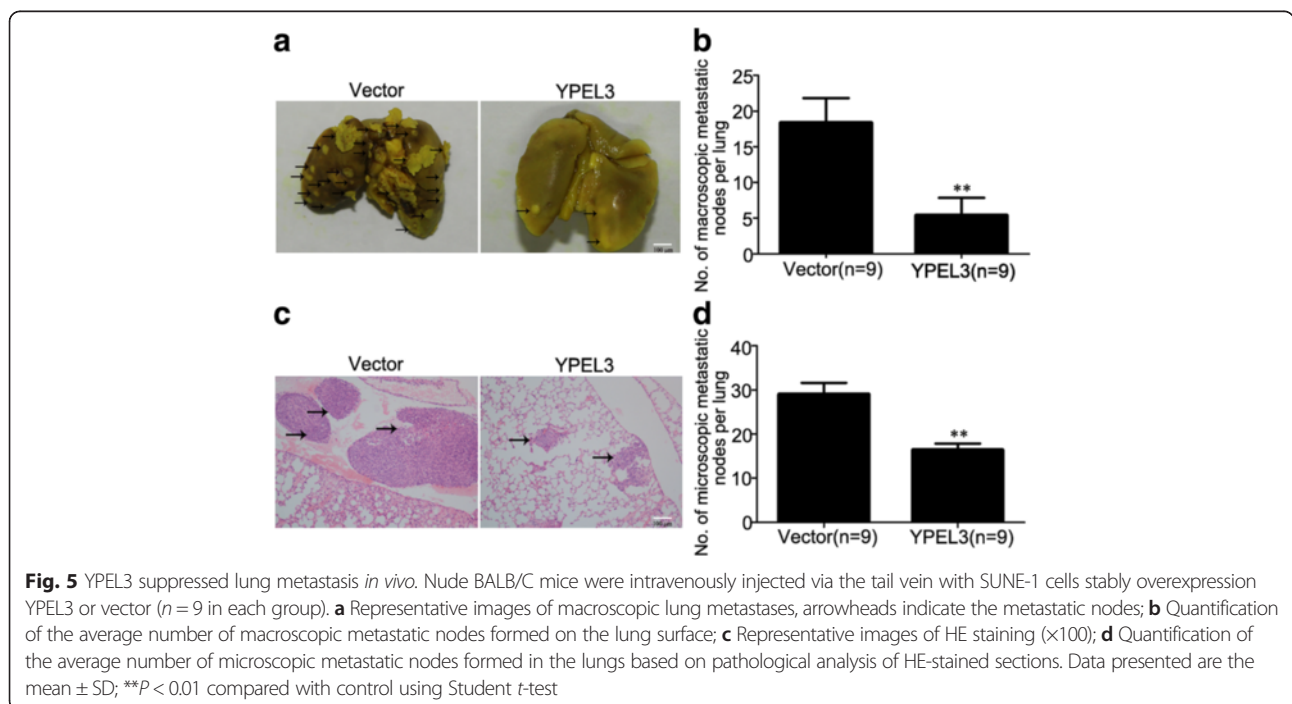 a
Vector
YPEL3
b
No. of macroscopic metastatic
nodes per lung
25
20
15
10
5
0
**
Vector(n=9)
YPEL3(n=9)
c
Vector
YPEL3
d
No. of microscopic metastatic
nodes per lung
40
30
20
10
0
**
Vector(n=9)
YPEL3(n=9)
Fig. 5 YPEL3 suppressed lung metastasis in vivo. Nude BALB/C mice were intravenously injected via the tail vein with SUNE-1 cells stably overexpression
YPEL3 or vector (n = 9 in each group). a Representative images of macroscopic lung metastases, arrowheads indicate the metastatic nodes; b Quantification
of the average number of macroscopic metastatic nodes formed on the lung surface; c Representative images of HE staining (×100); d Quantification of
the average number of microscopic metastatic nodes formed in the lungs based on pathological analysis of HE-stained sections. Data presented are the
mean ± SD; **P < 0.01 compared with control using Student t-test